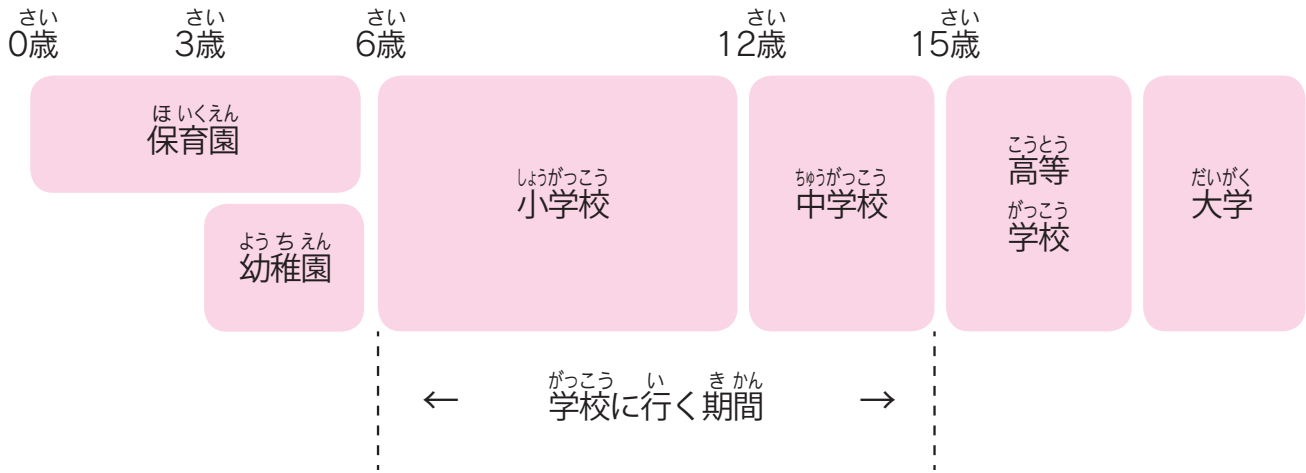 さい さい さい さい さい
0歳 3歳 6歳 12歳 15歳
ほいくえん
保育園
ようちえん
幼稚園
しょうがっこう
小学校
ちゅうがっこう
中学校
こうとう
高等
がっこう
学校
だいがく
大学
がっこう い きかん
← 学校に行く期間 →